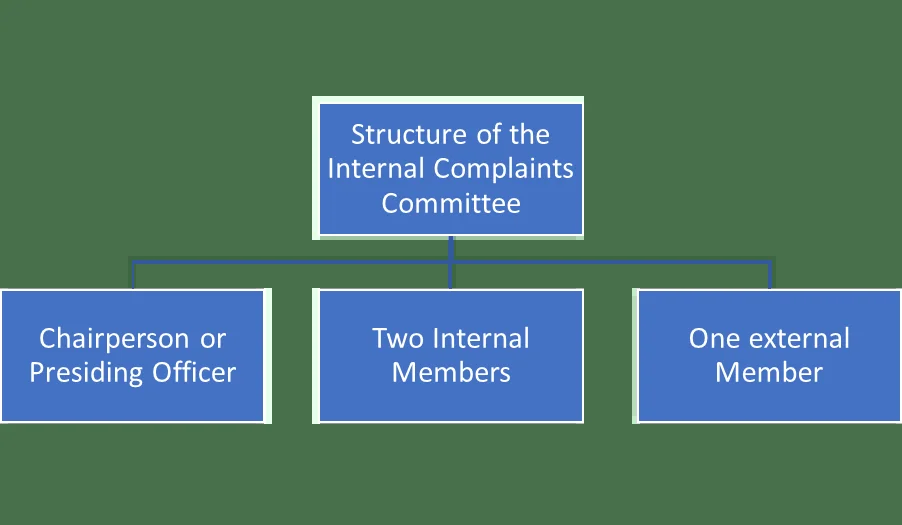 Structure of the
Internal Complaints
Committee
Chairperson or
Presiding Officer
Two Internal
Members
One external
Member